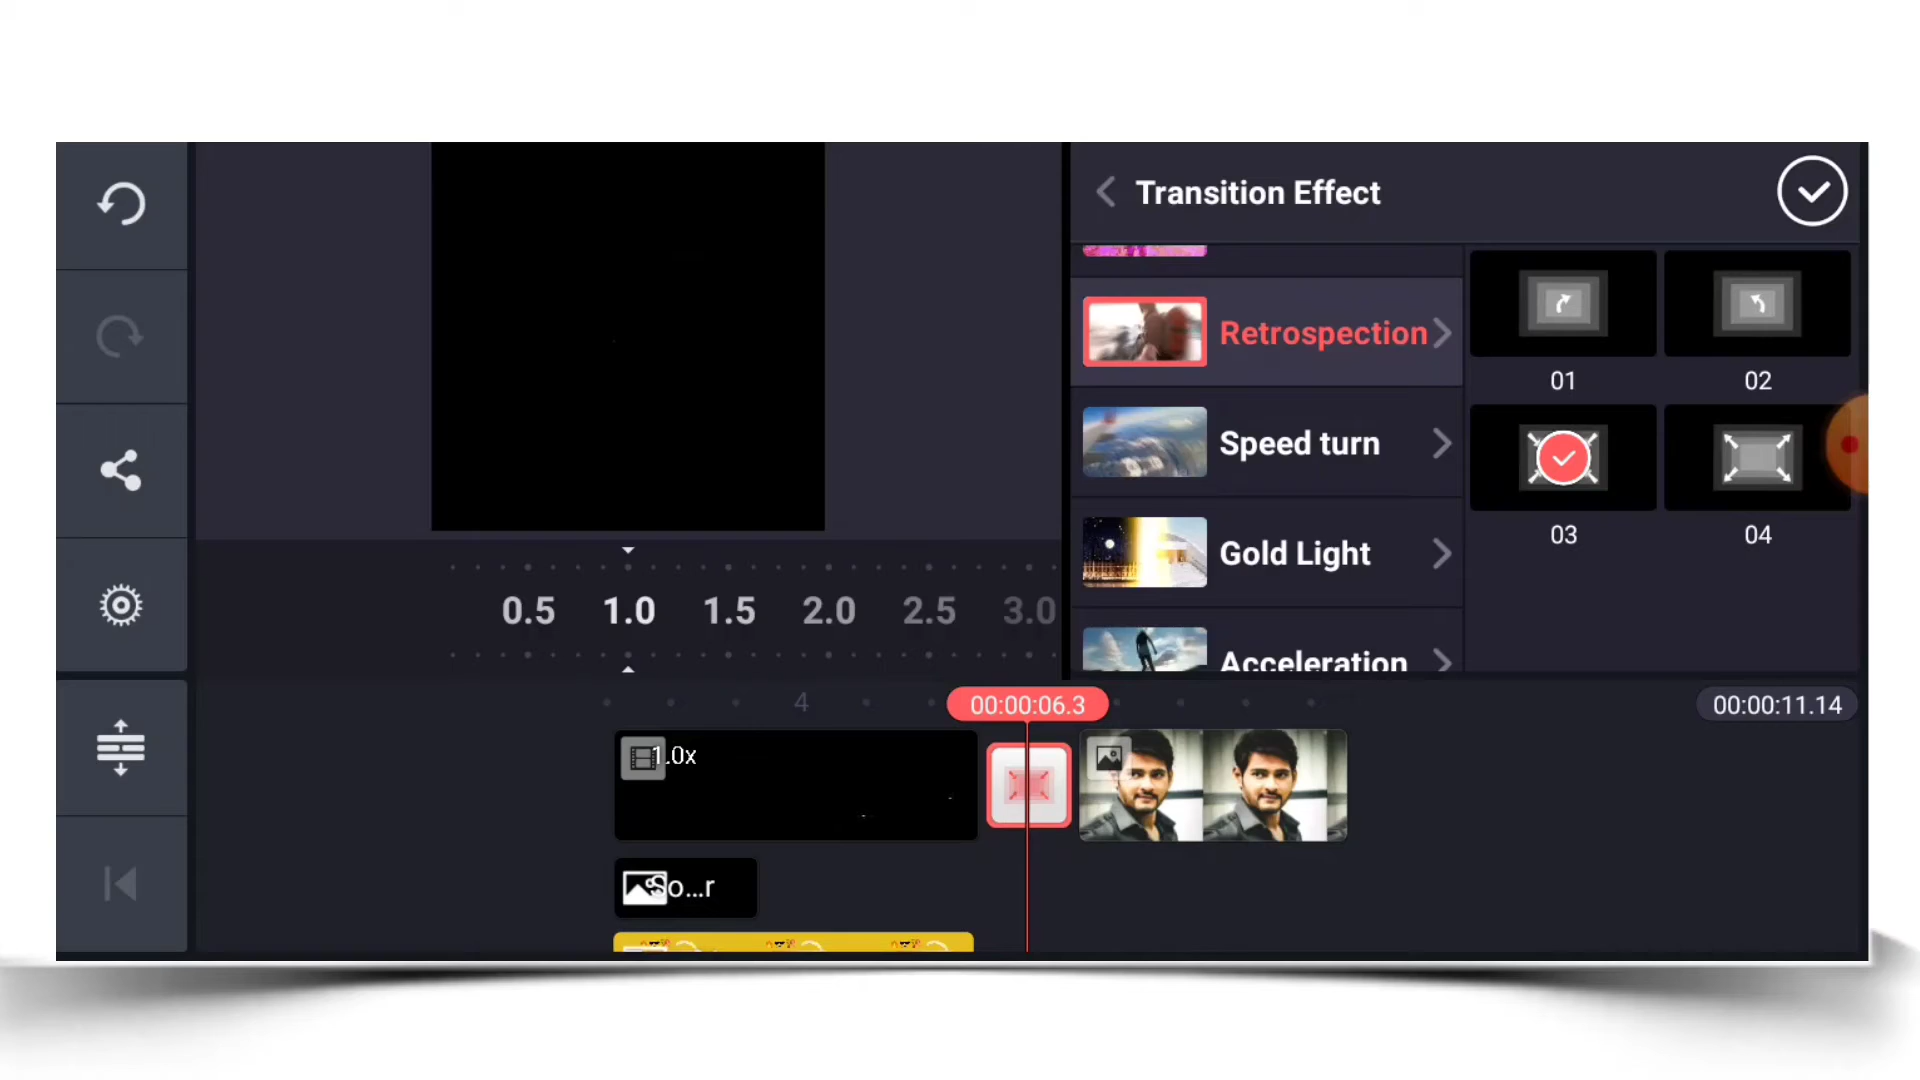 Transition Effect
Retrospection
01
02
Speed turn
03
04
Gold Light
Acceleration
0.5 1.0 1.5 2.0 2.5 3.0
4
00:00:06.3
00:00:11.14
1.0x
So...r